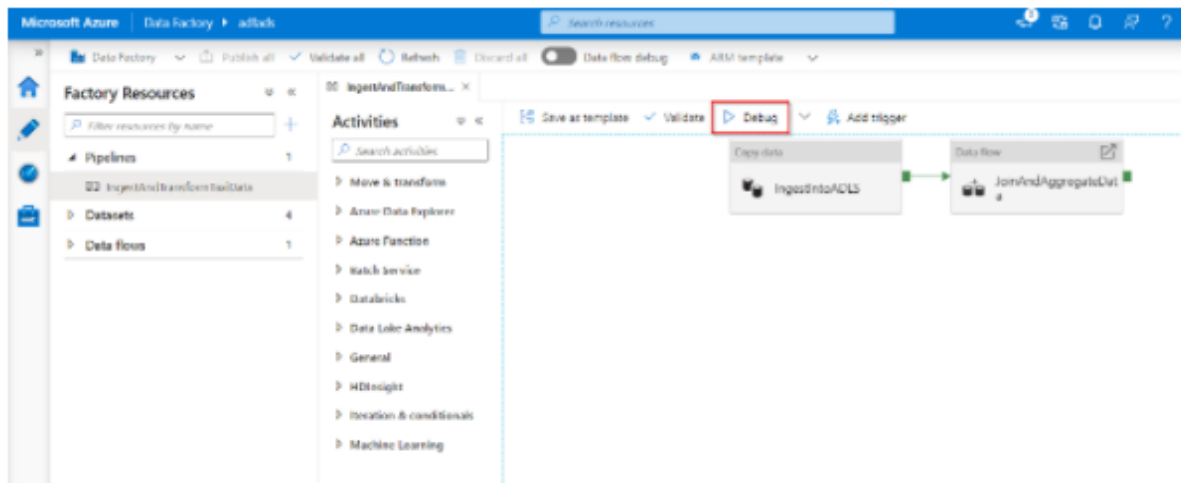 Microsoft Azure
Data Factory
adlads
Search resources
?
Data Factory
Publish all
Validate all
Refresh
Discard all
Data flow debug
ARM template
Factory Resources
Filter resources by name
Pipelines 1
IngestAndTransformTaxiData
Datasets 4
Data flows 1
IngestAndTransform...
Activities
Search activities
Move & transform
Azure Data Explorer
Azure Function
Batch Service
Databricks
Data Lake Analytics
General
HDInsight
Iteration & conditionals
Machine Learning
Save as template
Validate
Debug
Add trigger
Copy data
IngestIntoADLS
Data flow
JoinAndAggregateDat
a